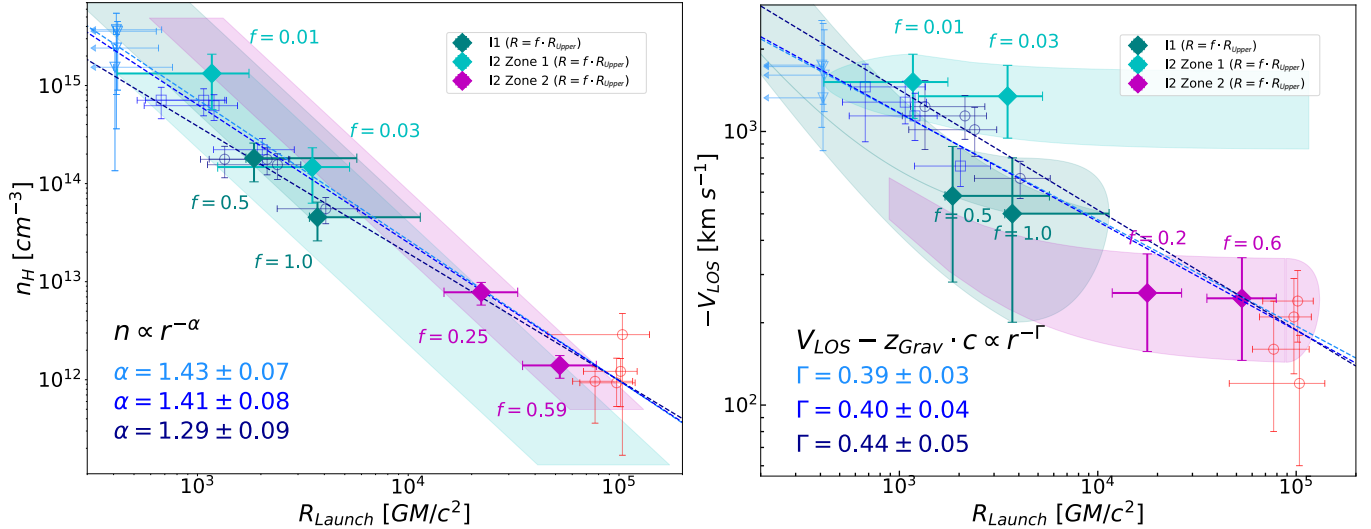 10^15
10^14
10^13
10^12
n_H [cm^−3]
f = 0.01
f = 0.03
f = 0.5
f = 1.0
f = 0.25
f = 0.59
I1 (R = f · R_Upper)
I2 Zone 1 (R = f · R_Upper)
I2 Zone 2 (R = f · R_Upper)
n ∝ r^−α
α = 1.43 ± 0.07
α = 1.41 ± 0.08
α = 1.29 ± 0.09
10^3
10^4
10^5
R_Launch [GM/c^2]
10^3
10^2
−V_LOS [km s^−1]
f = 0.01
f = 0.03
f = 0.5
f = 1.0
f = 0.2
f = 0.6
I1 (R = f · R_Upper)
I2 Zone 1 (R = f · R_Upper)
I2 Zone 2 (R = f · R_Upper)
V_LOS − z_Grav · c ∝ r^−Γ
Γ = 0.39 ± 0.03
Γ = 0.40 ± 0.04
Γ = 0.44 ± 0.05
10^3
10^4
10^5
R_Launch [GM/c^2]